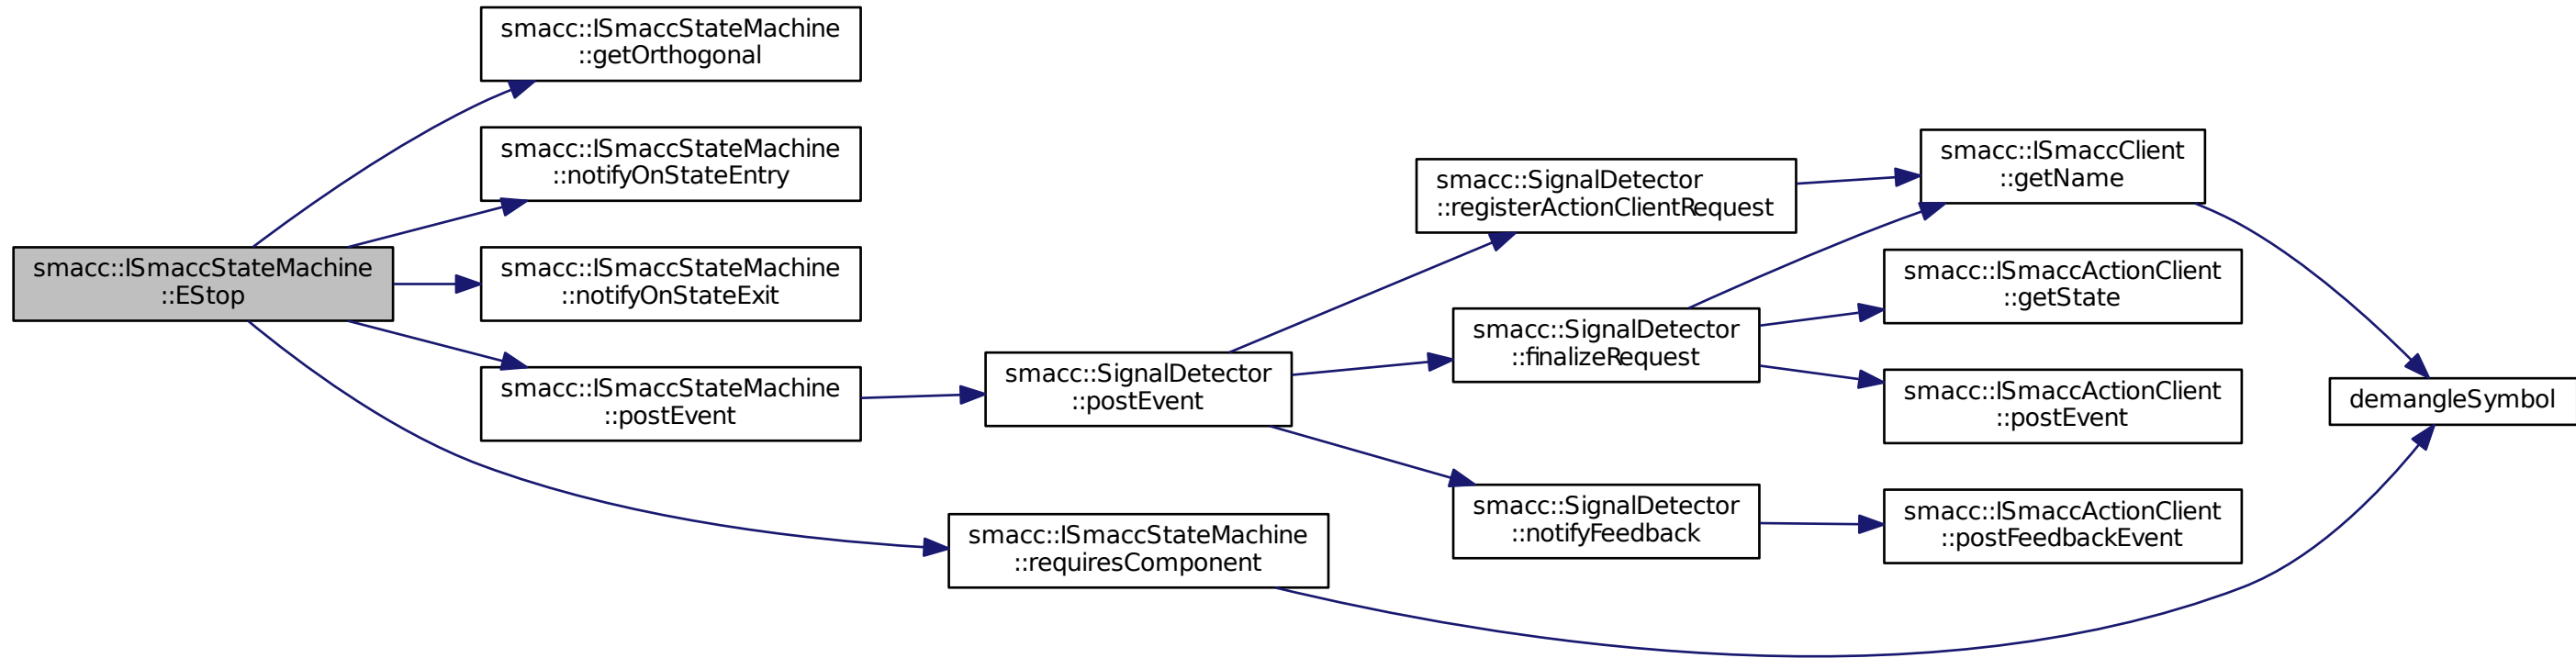 smacc::ISmaccStateMachine
::EStop
smacc::ISmaccStateMachine
::getOrthogonal
smacc::ISmaccStateMachine
::notifyOnStateEntry
smacc::ISmaccStateMachine
::notifyOnStateExit
smacc::ISmaccStateMachine
::postEvent
smacc::SignalDetector
::postEvent
smacc::ISmaccStateMachine
::requiresComponent
smacc::SignalDetector
::registerActionClientRequest
smacc::SignalDetector
::finalizeRequest
smacc::SignalDetector
::notifyFeedback
smacc::ISmaccClient
::getName
smacc::ISmaccActionClient
::getState
smacc::ISmaccActionClient
::postEvent
smacc::ISmaccActionClient
::postFeedbackEvent
demangleSymbol